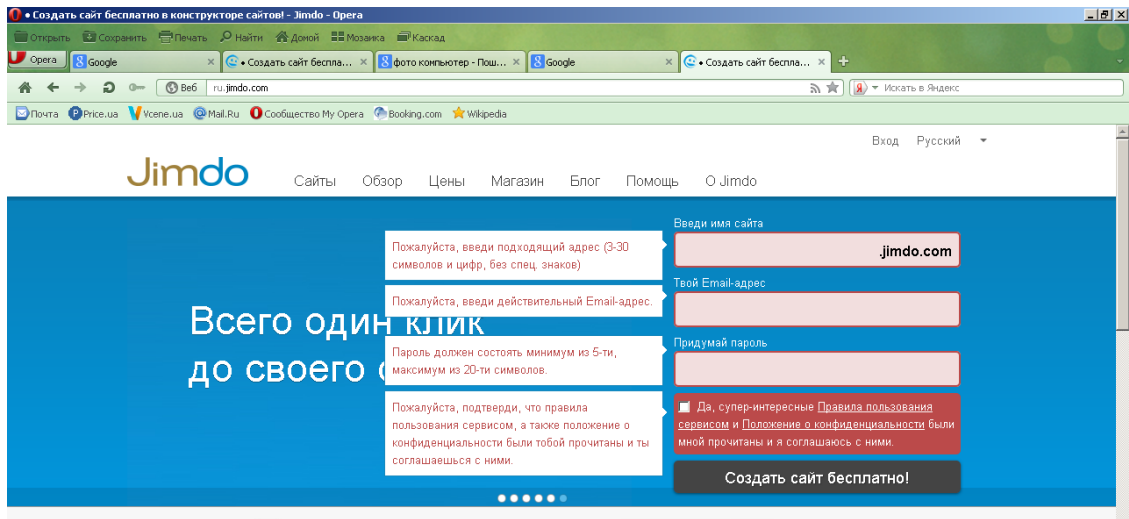 • Создать сайт бесплатно в конструкторе сайтов! - Jimdo - Opera
Открыть Сохранить Печать Найти Домой Мозаика Каскад
Opera Google • Создать сайт беспла... фото компьютер - Пош... Google • Создать сайт беспла...
Веб ru.jimdo.com Искать в Яндекс
Почта Price.ua Vcene.ua Mail.Ru Сообщество My Opera Booking.com Wikipedia
Вход Русский
Jimdo Сайты Обзор Цены Магазин Блог Помощь О Jimdo
Введи имя сайта
Пожалуйста, введи подходящий адрес (3-30
символов и цифр, без спец. знаков)
.jimdo.com
Твой Email-адрес
Пожалуйста, введи действительный Email-адрес.
Всего один клик
до своего
Придумай пароль
Пароль должен состоять минимум из 5-ти,
максимум из 20-ти символов.
Пожалуйста, подтверди, что правила
пользования сервисом, а также положение о
конфиденциальности были тобой прочитаны и ты
соглашаешься с ними.
Да, супер-интересные Правила пользования
сервисом и Положение о конфиденциальности были
мной прочитаны и я соглашаюсь с ними.
Создать сайт бесплатно!